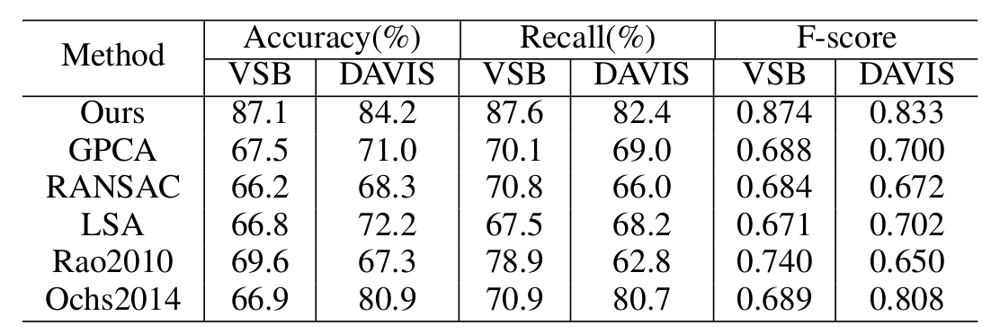 Method Accuracy(%) Recall(%) F-score
VSB DAVIS VSB DAVIS VSB DAVIS
Ours 87.1 84.2 87.6 82.4 0.874 0.833
GPCA 67.5 71.0 70.1 69.0 0.688 0.700
RANSAC 66.2 68.3 70.8 66.0 0.684 0.672
LSA 66.8 72.2 67.5 68.2 0.671 0.702
Rao2010 69.6 67.3 78.9 62.8 0.740 0.650
Ochs2014 66.9 80.9 70.9 80.7 0.689 0.808